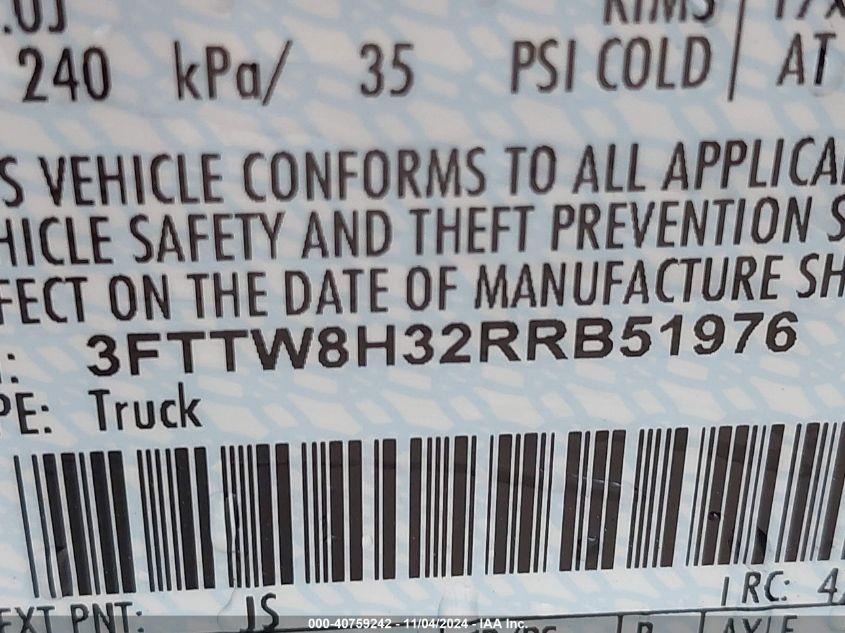 240 kPa/ 35 PSI COLD AT
S VEHICLE CONFORMS TO ALL APPLICA
HICLE SAFETY AND THEFT PREVENTION S
FECT ON THE DATE OF MANUFACTURE SH
: 3FTTW8H32RRB51976
PE: Truck
EXT PNT: JS RC: 4
000-40759242 - 11/04/2024 - IAA Inc.